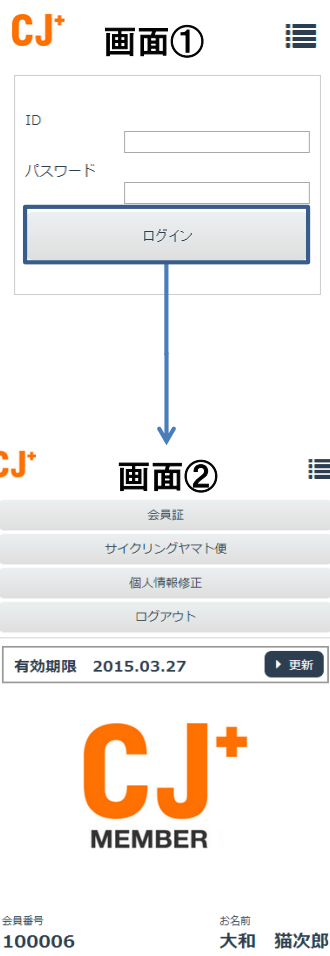 CJ+
画面①
ID
パスワード
ログイン
CJ+
画面②
会員証
サイクリングヤマト便
個人情報修正
ログアウト
有効期限 2015.03.27
更新
CJ+
MEMBER
会員番号 お名前
100006 大和 猫次郎